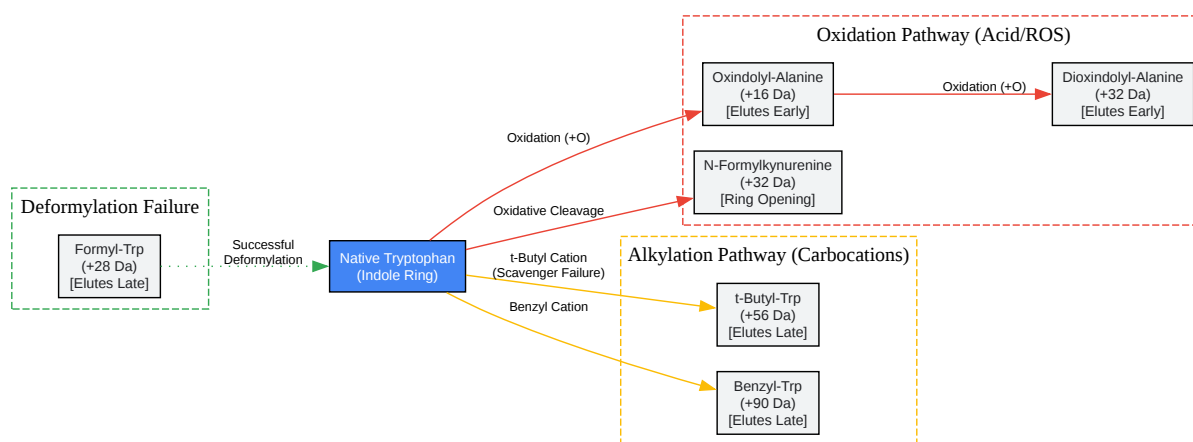 Oxidation Pathway (Acid/ROS)
Oxindolyl-Alanine
(+16 Da)
[Elutes Early]
Oxidation (+O)
Dioxindolyl-Alanine
(+32 Da)
[Elutes Early]
Oxidation (+O)
N-Formylkynurenine
(+32 Da)
[Ring Opening]
Oxidative Cleavage
Deformylation Failure
Formyl-Trp
(+28 Da)
[Elutes Late]
Successful
Deformylation
Native Tryptophan
(Indole Ring)
Alkylation Pathway (Carbocations)
t-Butyl Cation
(Scavenger Failure)
t-Butyl-Trp
(+56 Da)
[Elutes Late]
Benzyl Cation
Benzyl-Trp
(+90 Da)
[Elutes Late]